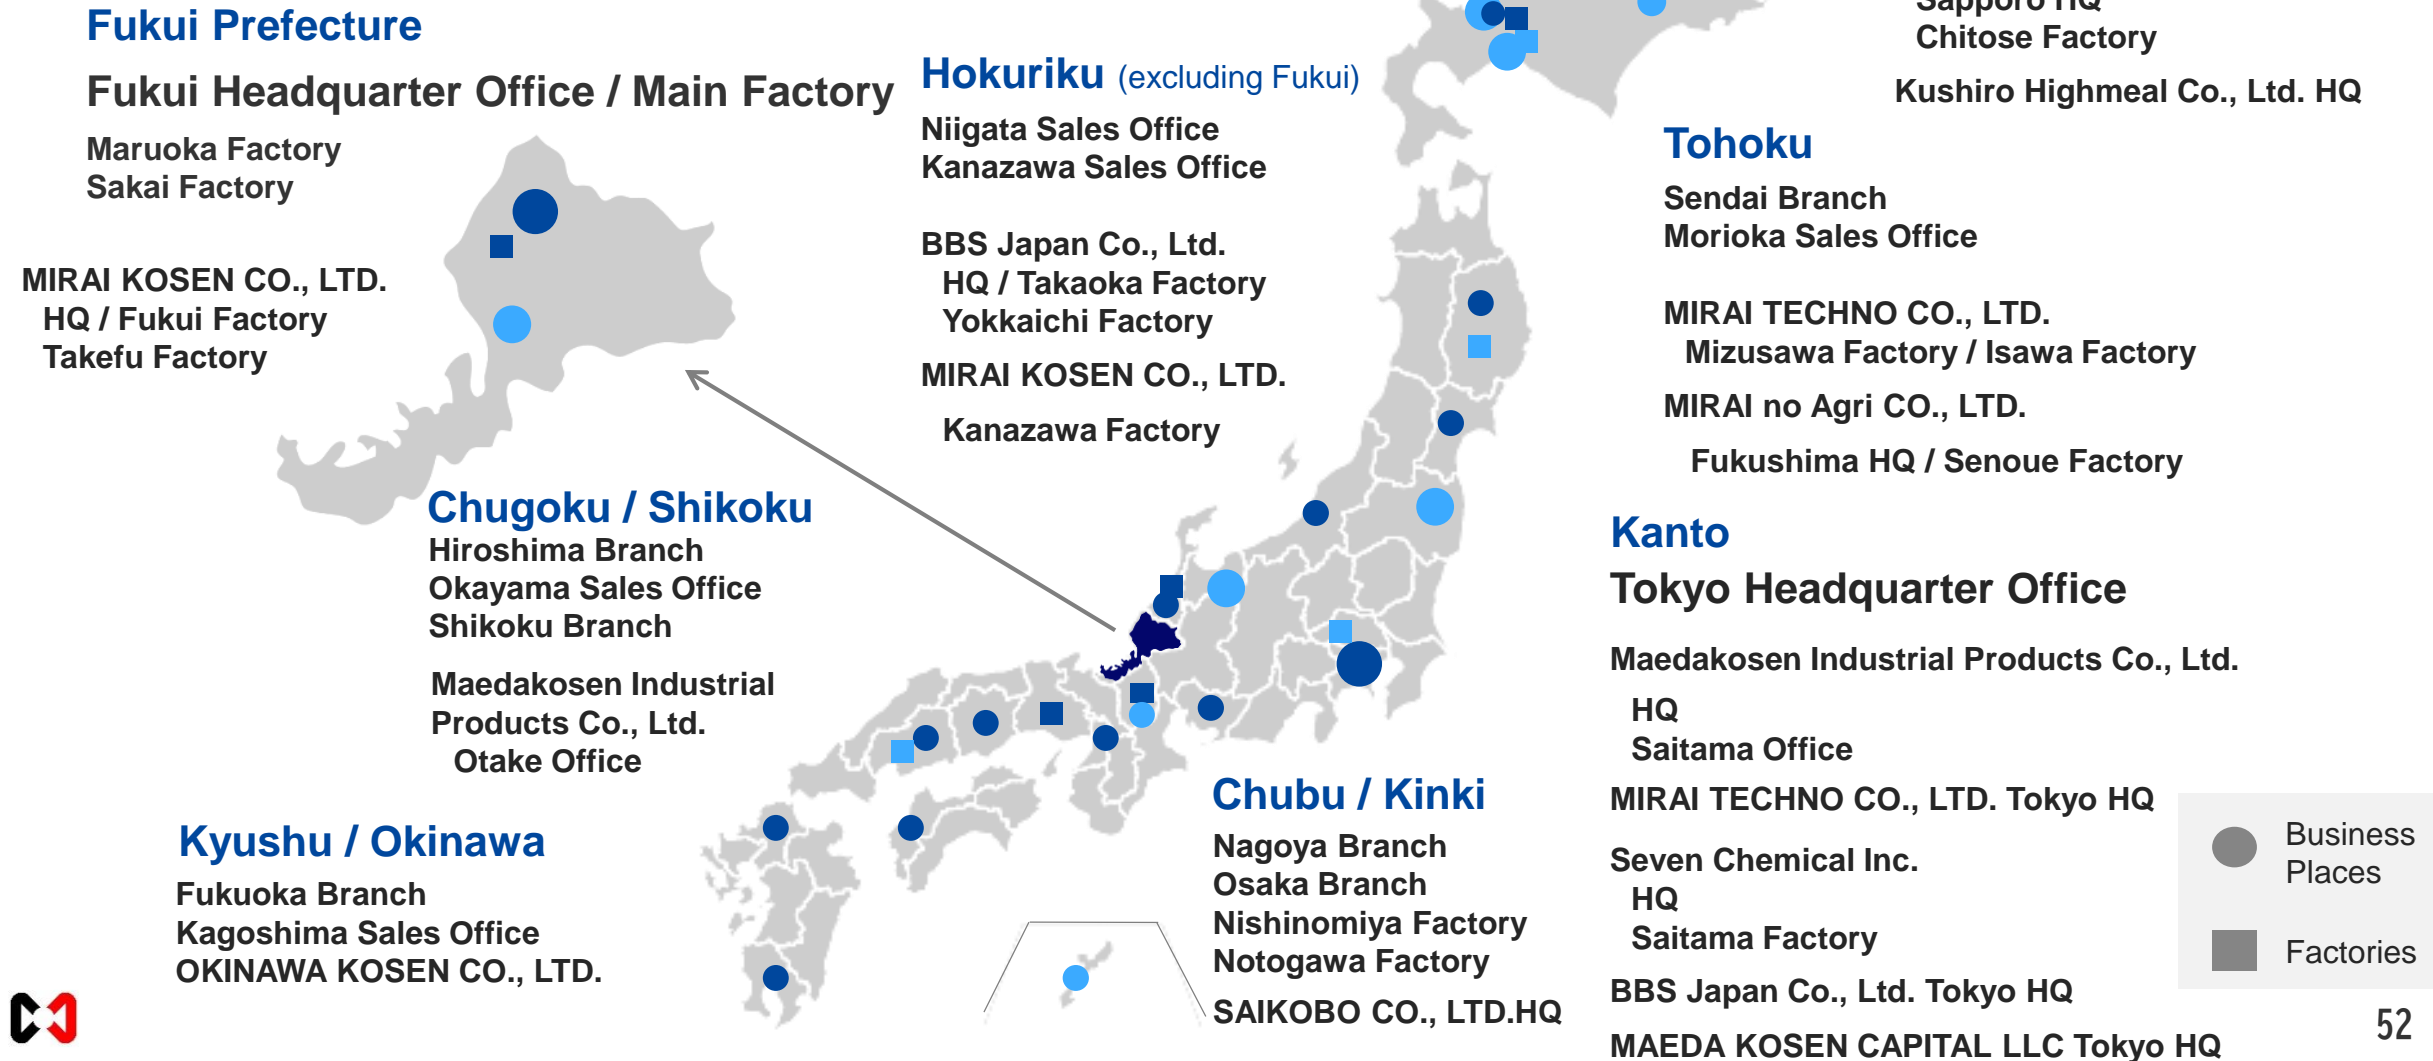 Fukui Prefecture
Fukui Headquarter Office / Main Factory
Maruoka Factory
Sakai Factory
MIRAI KOSEN CO., LTD.
HQ / Fukui Factory
Takefu Factory
Hokuriku (excluding Fukui)
Niigata Sales Office
Kanazawa Sales Office
BBS Japan Co., Ltd.
HQ / Takaoka Factory
Yokkaichi Factory
MIRAI KOSEN CO., LTD.
Kanazawa Factory
Sapporo HQ
Chitose Factory
Kushiro Highmeal Co., Ltd. HQ
Tohoku
Sendai Branch
Morioka Sales Office
MIRAI TECHNO CO., LTD.
Mizusawa Factory / Isawa Factory
MIRAI no Agri CO., LTD.
Fukushima HQ / Senoue Factory
Chugoku / Shikoku
Hiroshima Branch
Okayama Sales Office
Shikoku Branch
Maedakosen Industrial
Products Co., Ltd.
Otake Office
Kyushu / Okinawa
Fukuoka Branch
Kagoshima Sales Office
OKINAWA KOSEN CO., LTD.
Chubu / Kinki
Nagoya Branch
Osaka Branch
Nishinomiya Factory
Notogawa Factory
SAIKOBO CO., LTD.HQ
Kanto
Tokyo Headquarter Office
Maedakosen Industrial Products Co., Ltd.
HQ
Saitama Office
MIRAI TECHNO CO., LTD. Tokyo HQ
Seven Chemical Inc.
HQ
Saitama Factory
BBS Japan Co., Ltd. Tokyo HQ
MAEDA KOSEN CAPITAL LLC Tokyo HQ
Business
Places
Factories
52